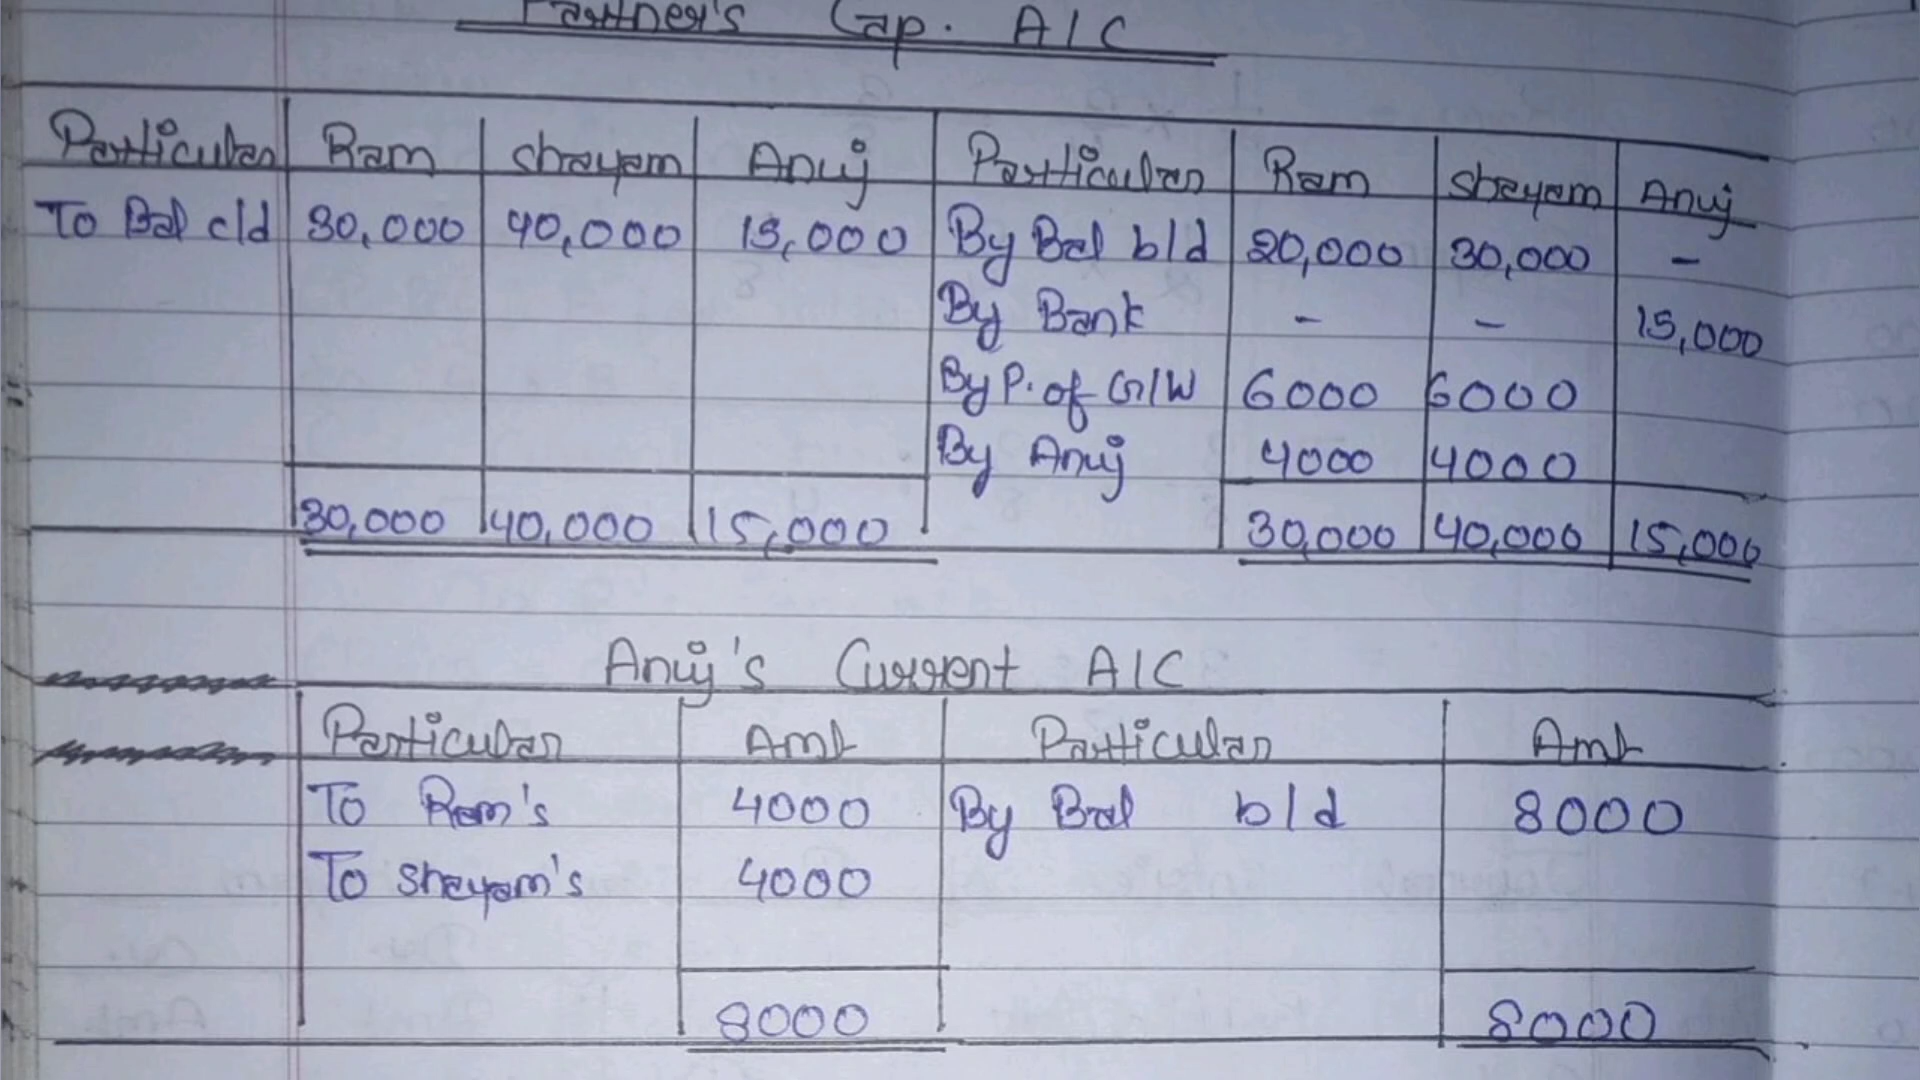 Partner's Cap. A/C
Particular Ram Shayam Anuj Particular Ram Shayam Anuj
To Bal c/d 30,000 40,000 15,000 By Bal b/d 20,000 30,000 -
By Bank - - 15,000
By P. of G/W 6000 6000
By Anuj 4000 4000
30,000 40,000 15,000 30,000 40,000 15,000
Anuj's Current A/C
Particular Amt Particular Amt
To Ram's 4000 By Bal b/d 8000
To Shayam's 4000
8000 8000